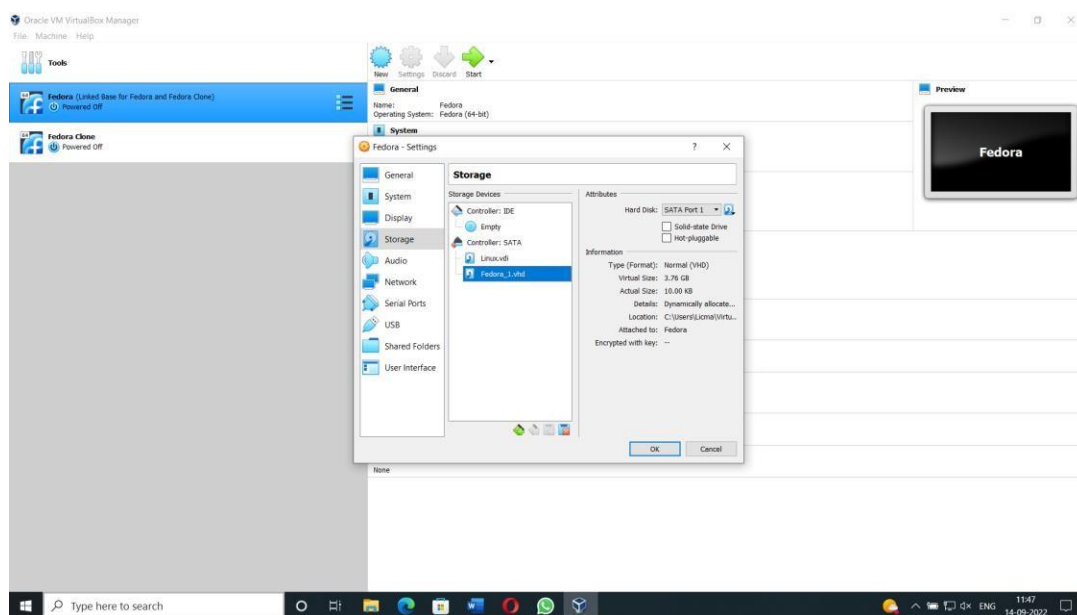 Oracle VM VirtualBox Manager
File Machine Help
Tools
New Settings Discard Start
Fedora (Linked Base for Fedora and Fedora Clone)
Powered Off
Fedora Clone
Powered Off
General
Name: Fedora
Operating System: Fedora (64-bit)
System
Preview
Fedora
Fedora - Settings
? ×
General
System
Display
Storage
Audio
Network
Serial Ports
USB
Shared Folders
User Interface
Storage
Storage Devices
Controller: IDE
Empty
Controller: SATA
Linux.vdi
Fedora_1.vhd
Attributes
Hard Disk: SATA Port 1
Solid-state Drive
Hot-pluggable
Information
Type (Format): Normal (VHD)
Virtual Size: 3.76 GB
Actual Size: 10.00 KB
Details: Dynamically allocate...
Location: C:\Users\Licma\Virtu...
Attached to: Fedora
Encrypted with key: --
OK Cancel
None
Type here to search
ENG
11:47
14-09-2022